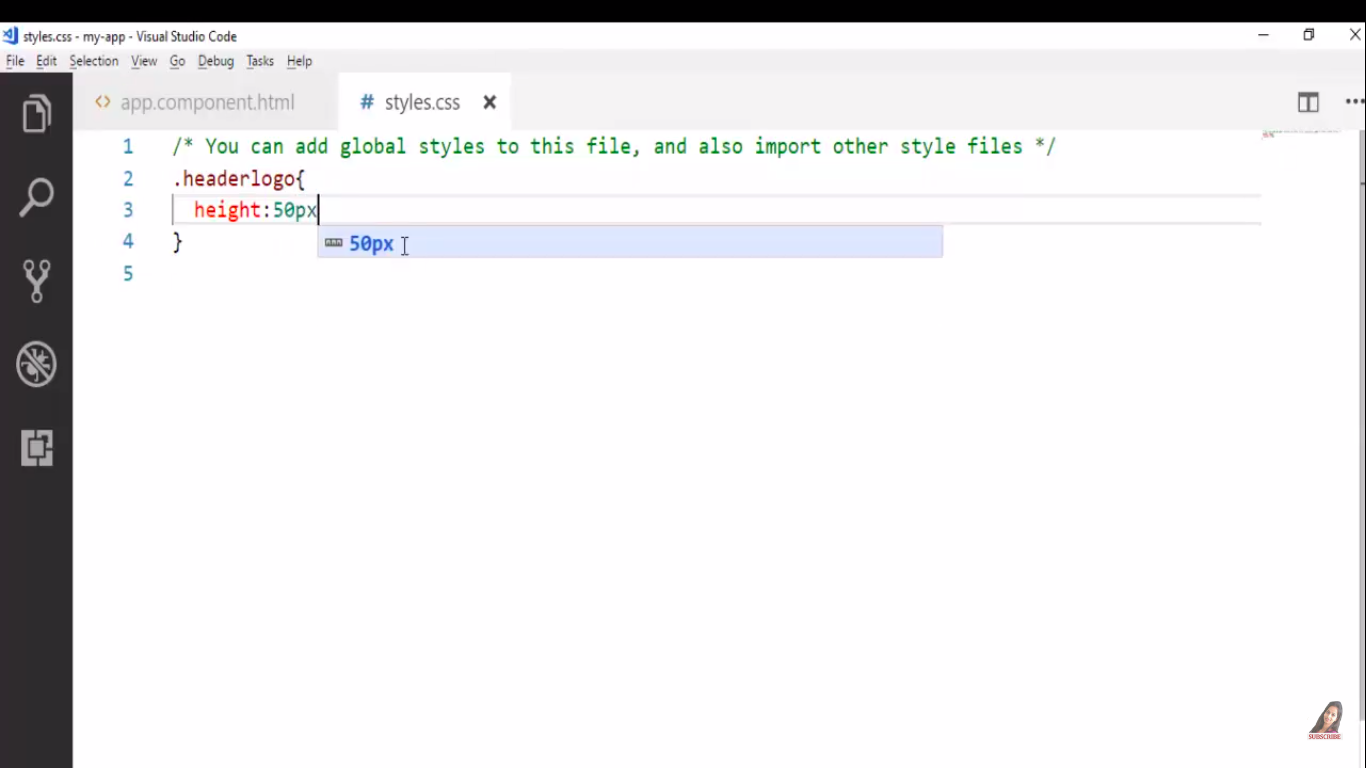 styles.css - my-app - Visual Studio Code
File Edit Selection View Go Debug Tasks Help
<> app.component.html # styles.css
1 /* You can add global styles to this file, and also import other style files */
2 .headerlogo{
3 height:50px
4 }
50px
5
SUBSCRIBE